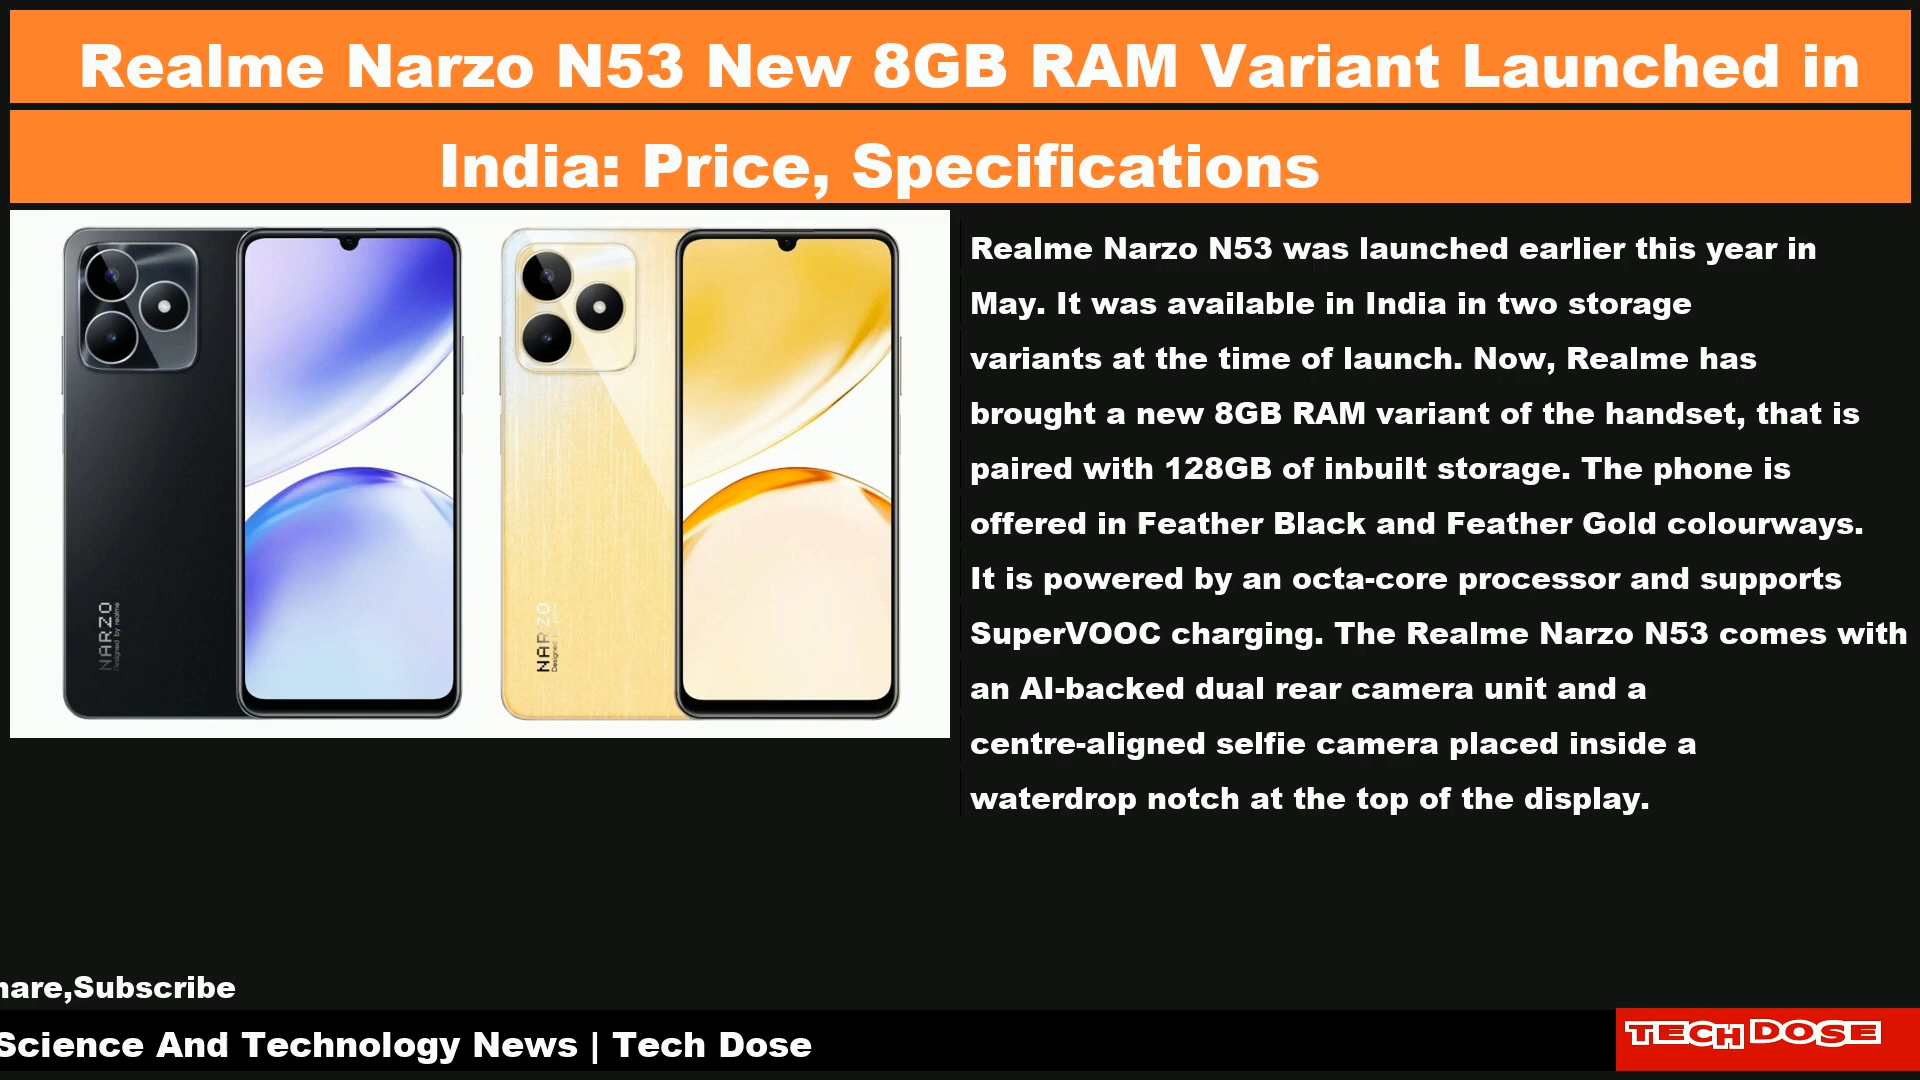 Realme Narzo N53 New 8GB RAM Variant Launched in
India: Price, Specifications
NARZO
Designed by realme
NARZO
Designed by realme
Realme Narzo N53 was launched earlier this year in
May. It was available in India in two storage
variants at the time of launch. Now, Realme has
brought a new 8GB RAM variant of the handset, that is
paired with 128GB of inbuilt storage. The phone is
offered in Feather Black and Feather Gold colourways.
It is powered by an octa-core processor and supports
SuperVOOC charging. The Realme Narzo N53 comes with
an AI-backed dual rear camera unit and a
centre-aligned selfie camera placed inside a
waterdrop notch at the top of the display.
hare,Subscribe
Science And Technology News | Tech Dose
TECH DOSE